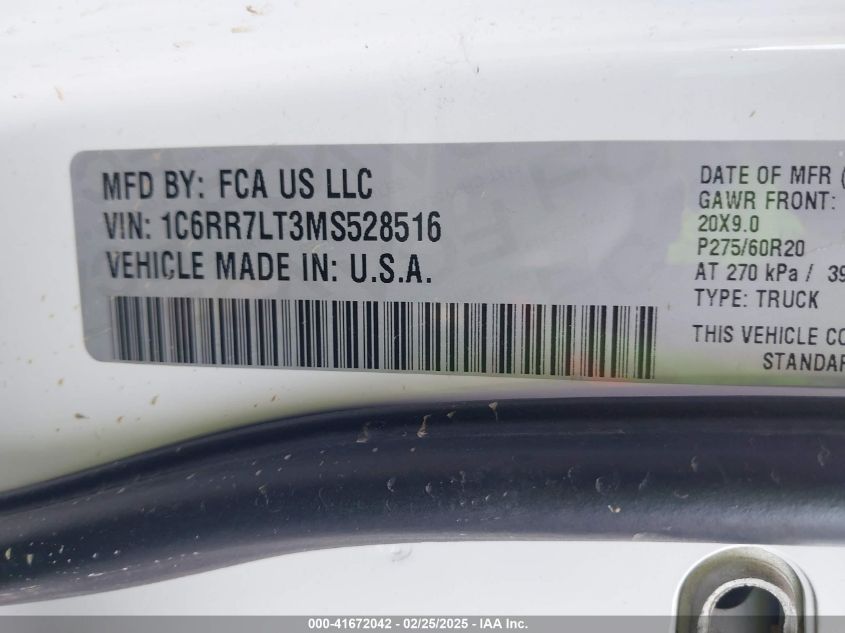 MFD BY: FCA US LLC
VIN: 1C6RR7LT3MS528516
VEHICLE MADE IN: U.S.A.
DATE OF MFR (
GAWR FRONT:
20X9.0
P275/60R20
AT 270 kPa / 39
TYPE: TRUCK
THIS VEHICLE CO
STANDAR
000-41672042 - 02/25/2025 - IAA Inc.